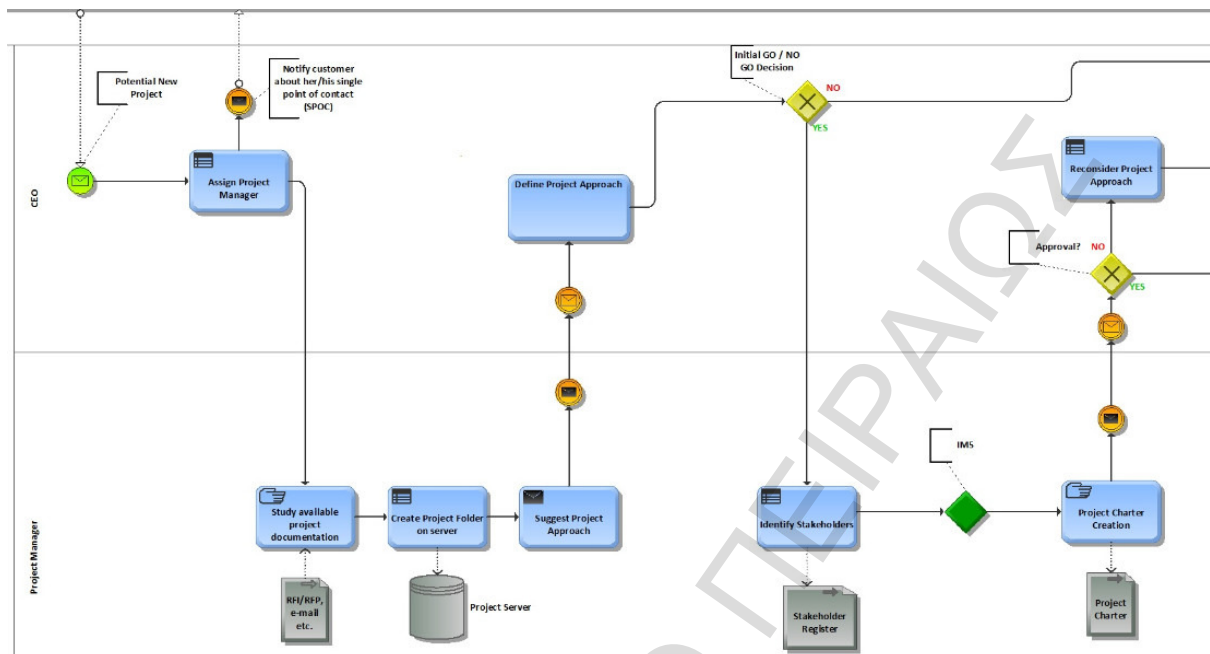 CEO
Potential New
Project
Notify customer
about her/his single
point of contact
(SPOC)
Assign Project
Manager
Define Project Approach
Initial GO / NO
GO Decision
NO
YES
Reconsider Project
Approach
Approval?
NO
YES
Project Manager
Study available
project
documentation
Create Project Folder
on server
Suggest Project
Approach
Identify Stakeholders
IMS
Project Charter
Creation
RFI/RFP,
e-mail
etc.
Project Server
Stakeholder
Register
Project
Charter
ΠΕΙΡΑΙΩΣ